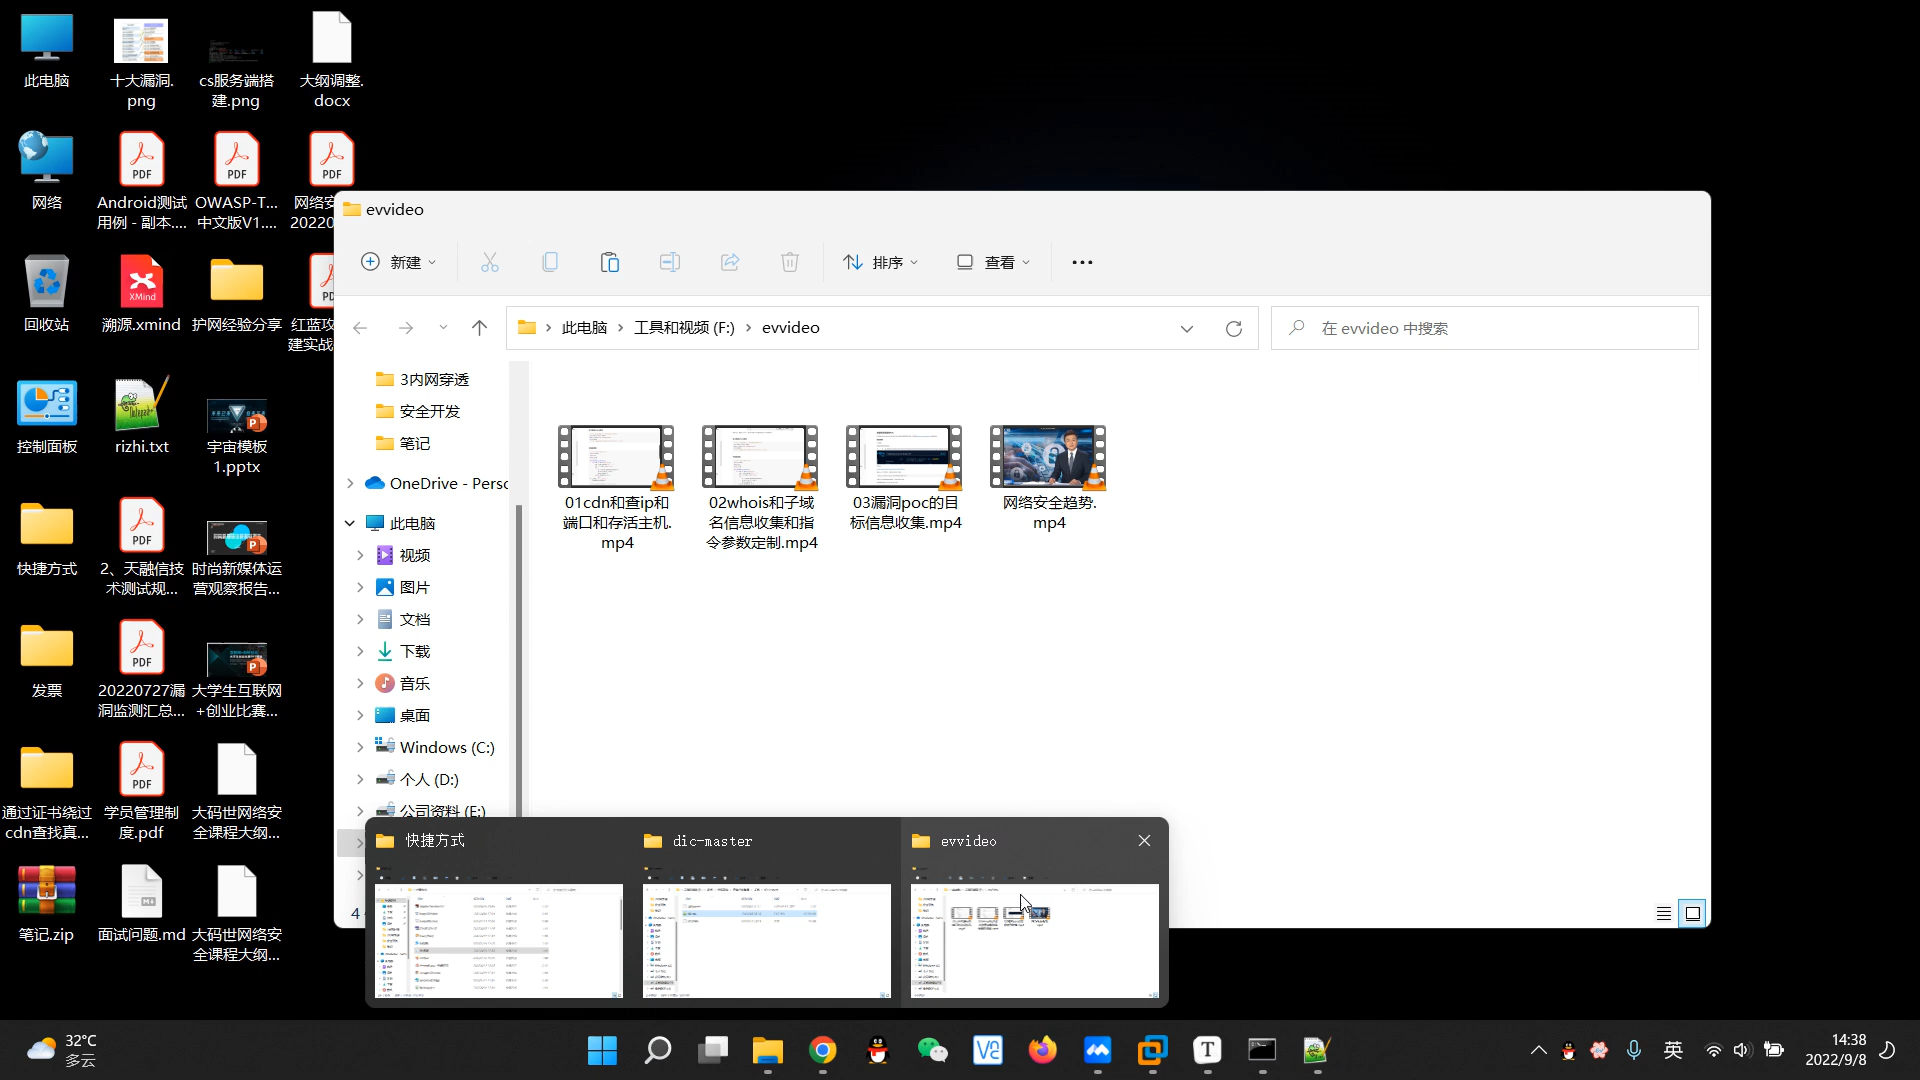 此电脑
十大漏洞.
png
cs服务端搭
建.png
大纲调整.
docx
网络
PDF
Android测试
用例 - 副本....
PDF
OWASP-T...
中文版V1....
PDF
网络安
20220
回收站
XMind
溯源.xmind
护网经验分享
红蓝攻
建实战
控制面板
rizhi.txt
宇宙模板
1.pptx
快捷方式
PDF
2、天融信技
术测试规...
时尚新媒体运
营观察报告...
发票
PDF
20220727漏
洞监测汇总...
大学生互联网
+创业比赛...
通过证书绕过
cdn查找真...
PDF
学员管理制
度.pdf
大码世网络安
全课程大纲...
笔记.zip
面试问题.md
大码世网络安
全课程大纲...
evvideo
新建
排序
查看
此电脑
工具和视频 (F:)
evvideo
在 evvideo 中搜索
3内网穿透
安全开发
笔记
OneDrive - Perso
此电脑
视频
图片
文档
下载
音乐
桌面
Windows (C:)
个人 (D:)
公司资料 (E:)
4
01cdn和查ip和
端口和存活主机.
mp4
02whois和子域
名信息收集和指
令参数定制.mp4
03漏洞poc的目
标信息收集.mp4
网络安全趋势.
mp4
快捷方式
dic-master
evvideo
32°C
多云
英
14:38
2022/9/8